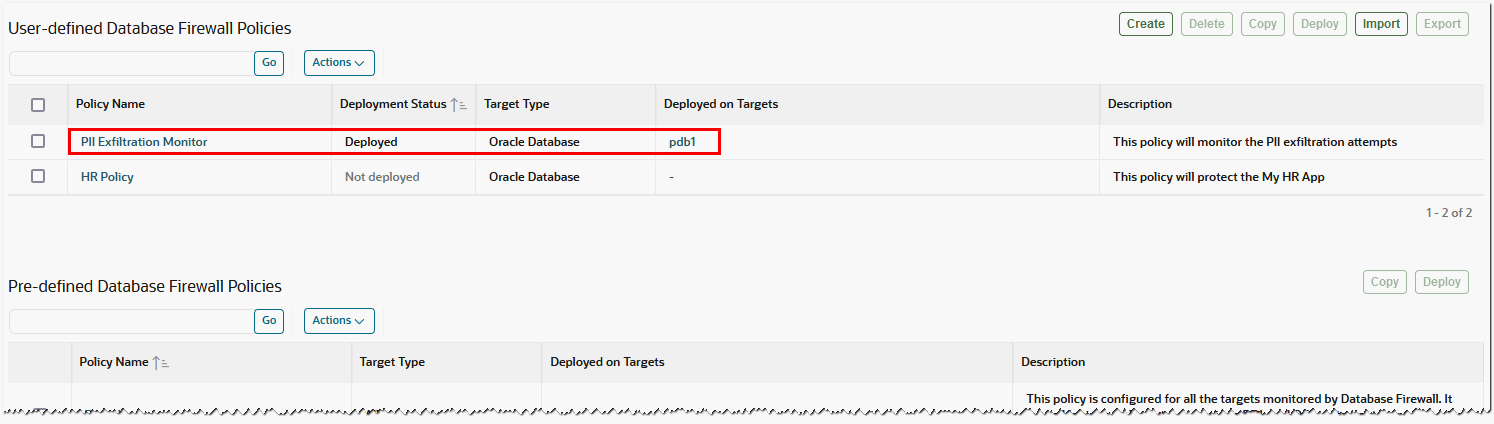 User-defined Database Firewall Policies
Create Delete Copy Deploy Import Export
Go Actions
Policy Name Deployment Status Target Type Deployed on Targets Description
PII Exfiltration Monitor Deployed Oracle Database pdb1 This policy will monitor the PII exfiltration attempts
HR Policy Not deployed Oracle Database - This policy will protect the My HR App
1 - 2 of 2
Pre-defined Database Firewall Policies
Copy Deploy
Go Actions
Policy Name Target Type Deployed on Targets Description
This policy is configured for all the targets monitored by Database Firewall. It